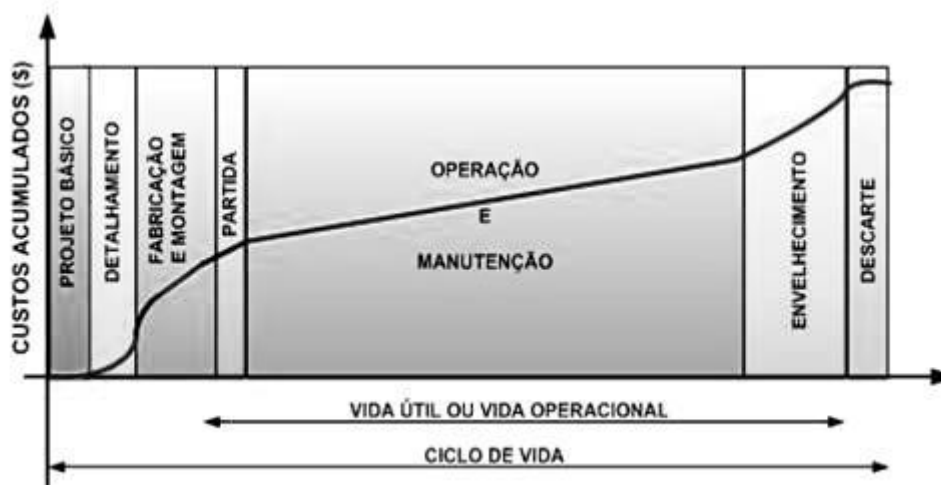 CUSTOS ACUMULADOS ($)
PROJETO BÁSICO
DETALHAMENTO
FABRICAÇÃO
E MONTAGEM
PARTIDA
OPERAÇÃO
E
MANUTENÇÃO
ENVELHECIMENTO
DESCARTE
VIDA ÚTIL OU VIDA OPERACIONAL
CICLO DE VIDA